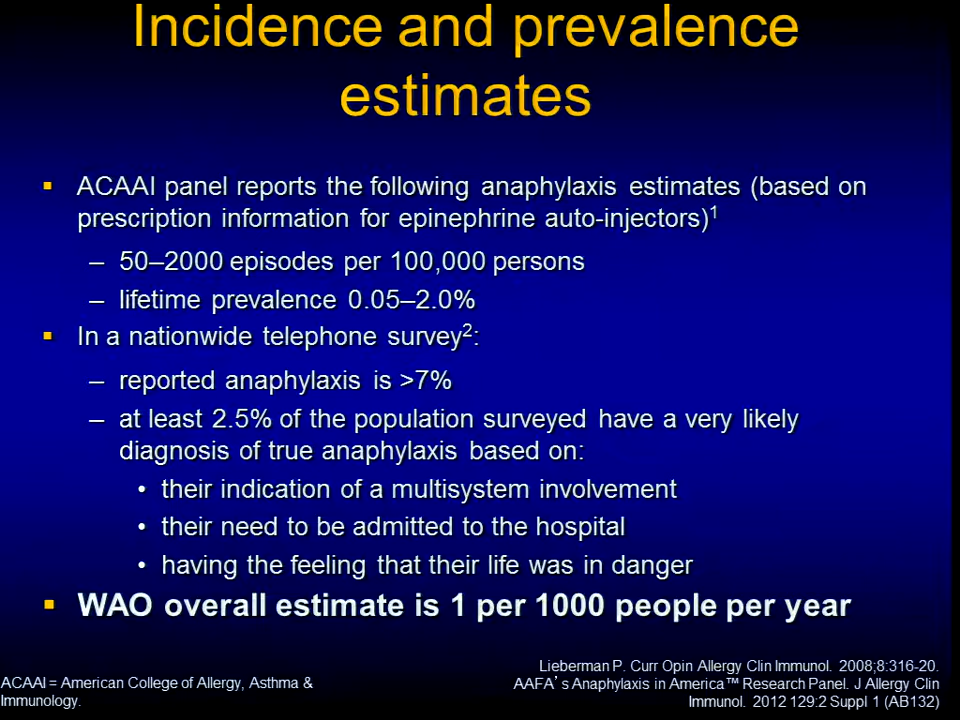 Incidence and prevalence
estimates
▪ ACAAI panel reports the following anaphylaxis estimates (based on
prescription information for epinephrine auto-injectors)1
– 50–2000 episodes per 100,000 persons
– lifetime prevalence 0.05–2.0%
▪ In a nationwide telephone survey2:
– reported anaphylaxis is >7%
– at least 2.5% of the population surveyed have a very likely
diagnosis of true anaphylaxis based on:
• their indication of a multisystem involvement
• their need to be admitted to the hospital
• having the feeling that their life was in danger
▪ WAO overall estimate is 1 per 1000 people per year
ACAAI = American College of Allergy, Asthma &
Immunology.
Lieberman P. Curr Opin Allergy Clin Immunol. 2008;8:316-20.
AAFA’s Anaphylaxis in America™ Research Panel. J Allergy Clin
Immunol. 2012 129:2 Suppl 1 (AB132)